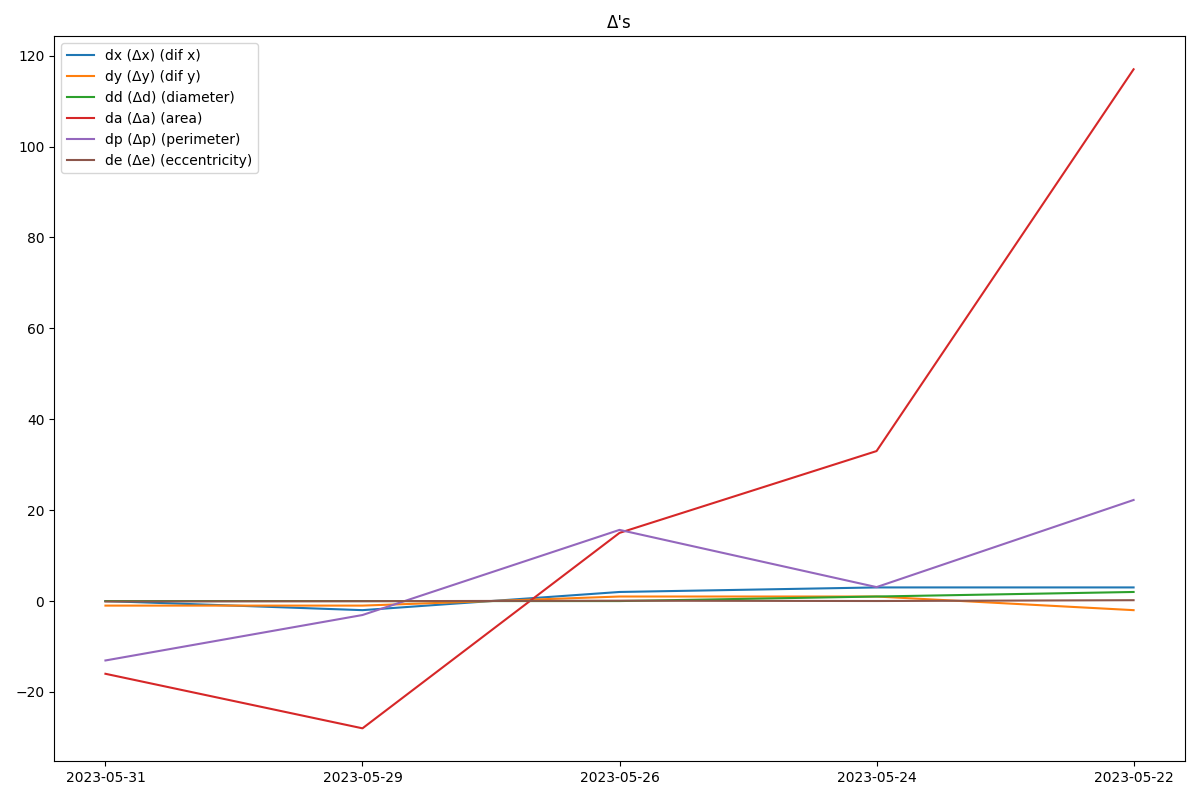 Δ's
dx (Δx) (dif x)
dy (Δy) (dif y)
dd (Δd) (diameter)
da (Δa) (area)
dp (Δp) (perimeter)
de (Δe) (eccentricity)
120
100
80
60
40
20
0
−20
2023-05-31 2023-05-29 2023-05-26 2023-05-24 2023-05-22